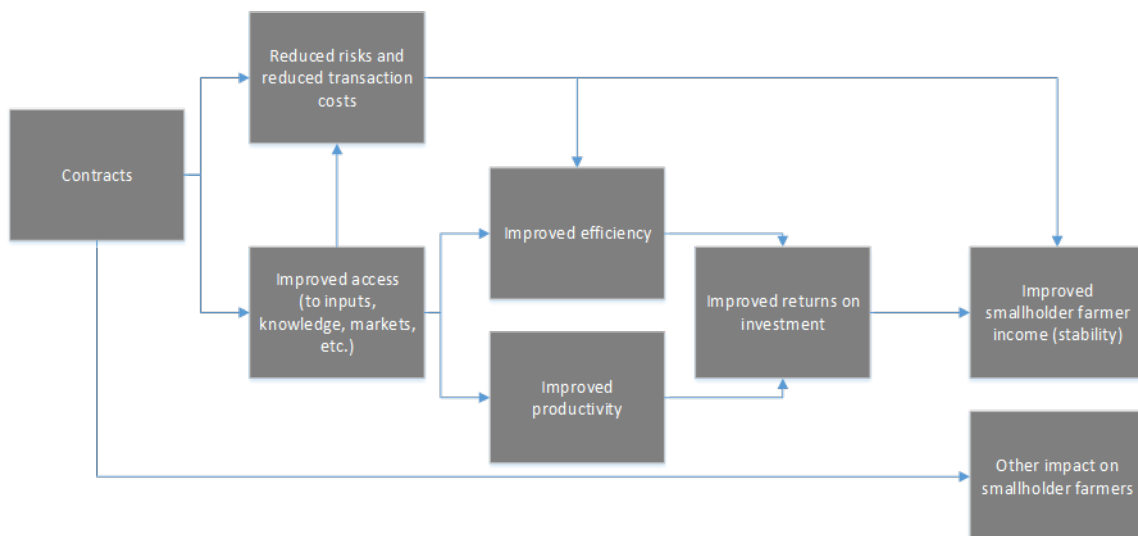 Reduced risks and
reduced transaction
costs
Contracts
Improved efficiency
Improved access
(to inputs,
knowledge, markets,
etc.)
Improved returns on
investment
Improved
smallholder farmer
income (stability)
Improved
productivity
Other impact on
smallholder farmers